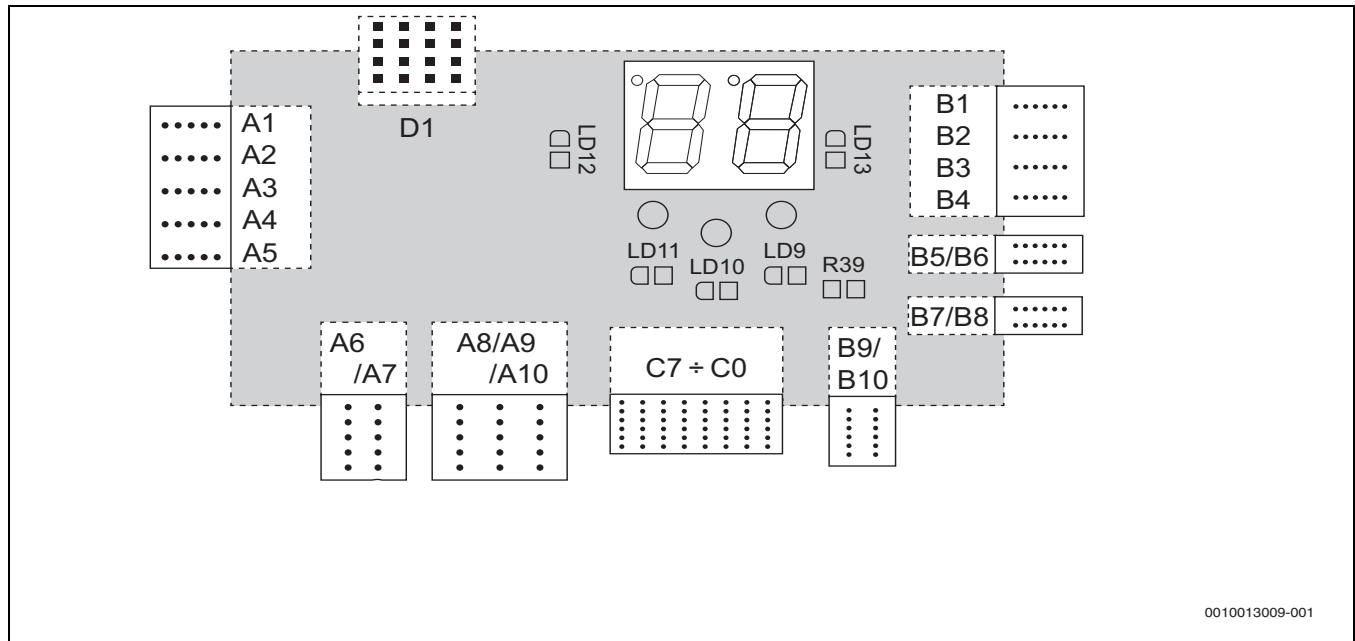 D1
A1
A2
A3
A4
A5
LD12
LD13
B1
B2
B3
B4
LD11
LD10
LD9
R39
B5/B6
B7/B8
A6
/A7
A8/A9
/A10
C7 ÷ C0
B9/
B10
0010013009-001